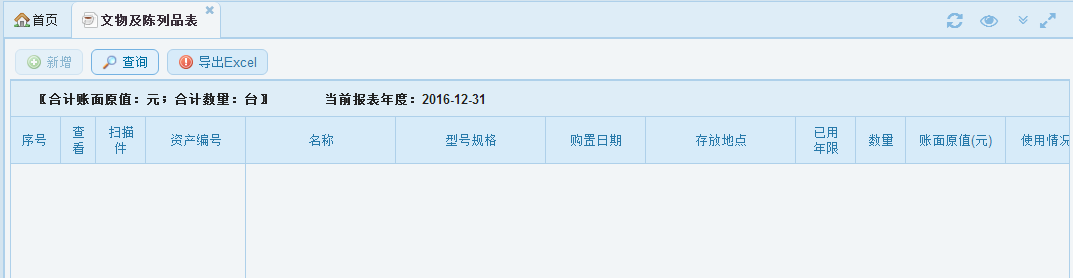 首页 文物及陈列品表
新增 查询 导出Excel
〖合计账面原值：元；合计数量：台〗 当前报表年度：2016-12-31
序号 查看 扫描件 资产编号 名称 型号规格 购置日期 存放地点 已用年限 数量 账面原值(元) 使用情况